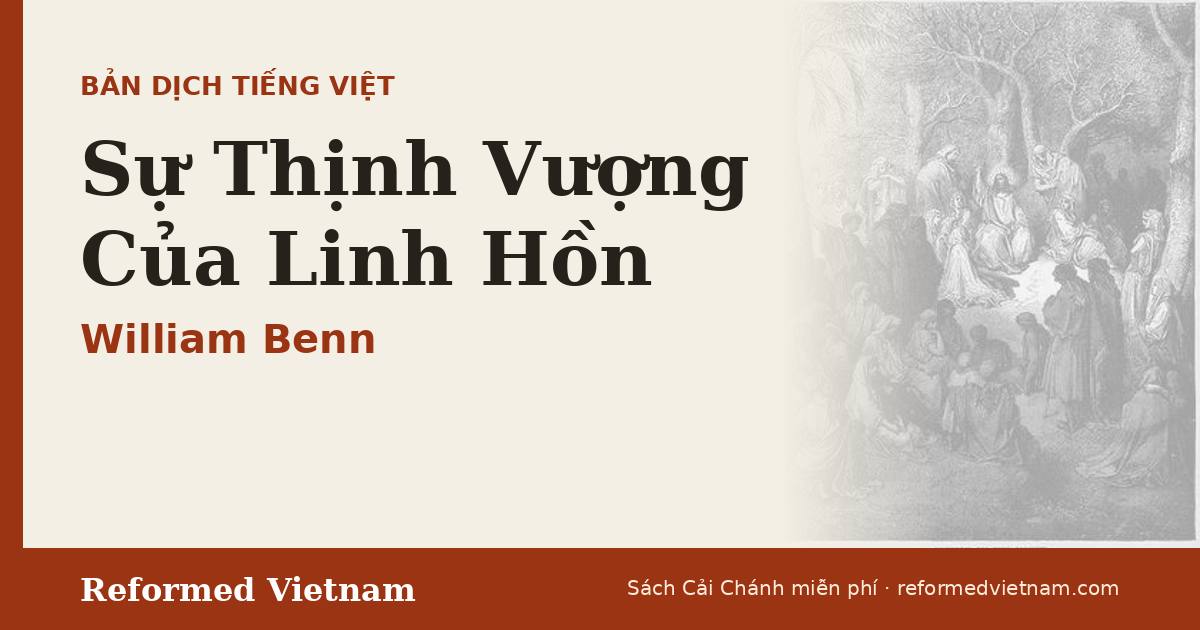 BẢN DỊCH TIẾNG VIỆT
Sự Thịnh Vượng
Của Linh Hồn
William Benn
Reformed Vietnam
Sách Cải Chánh miễn phí · reformedvietnam.com